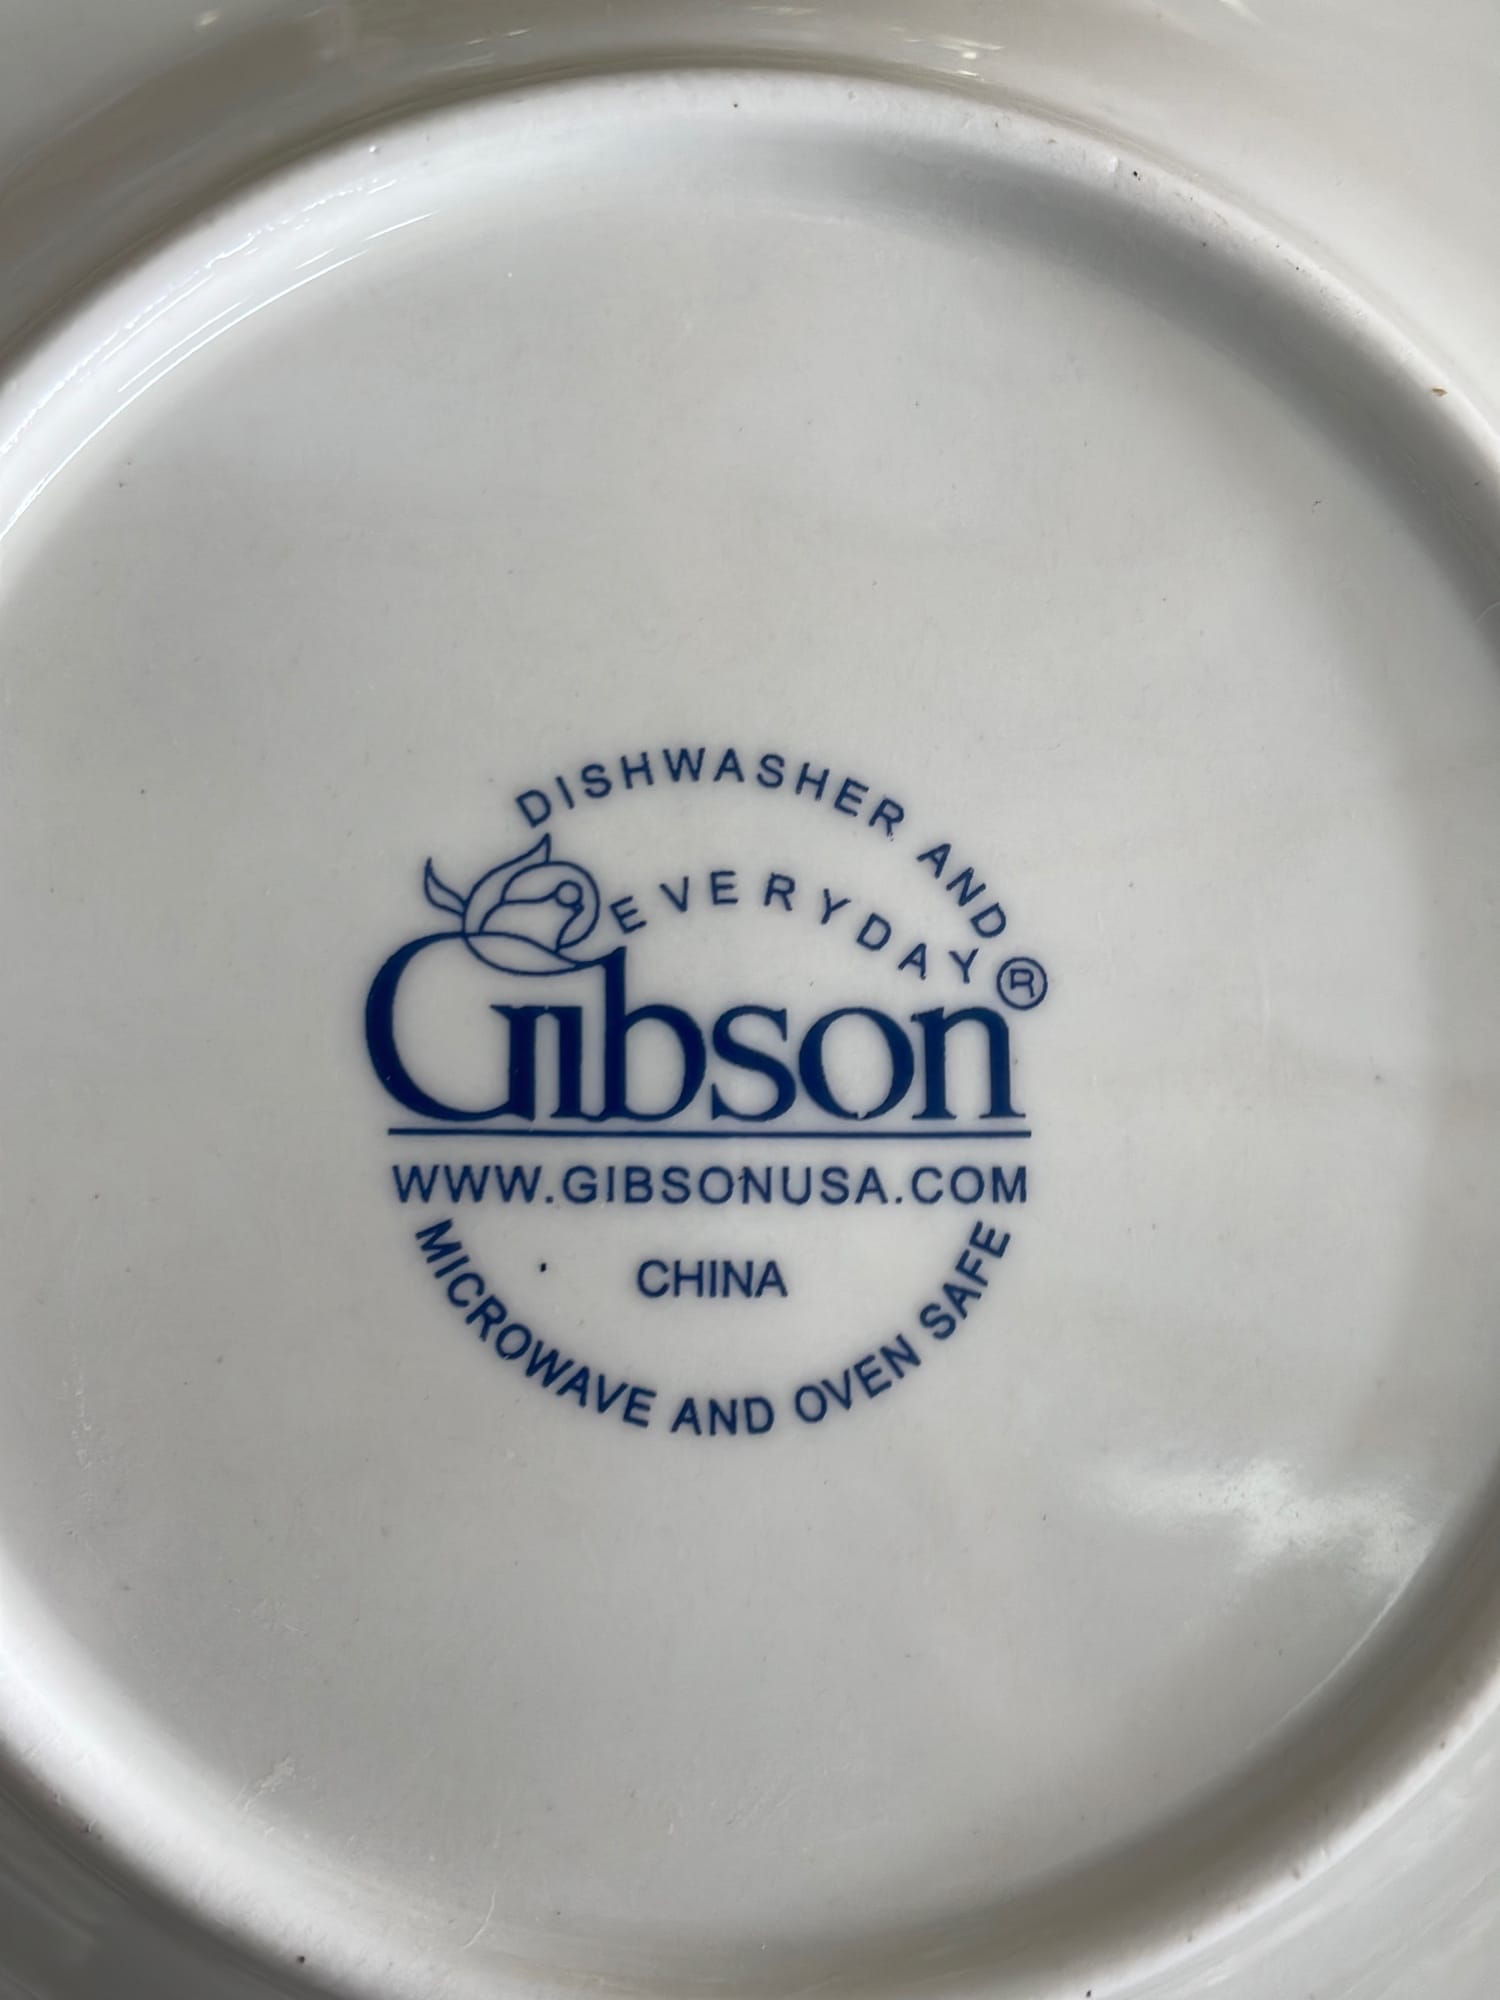 DISHWASHER AND
EVERYDAY®
Gibson
WWW.GIBSONUSA.COM
CHINA
MICROWAVE AND OVEN SAFE